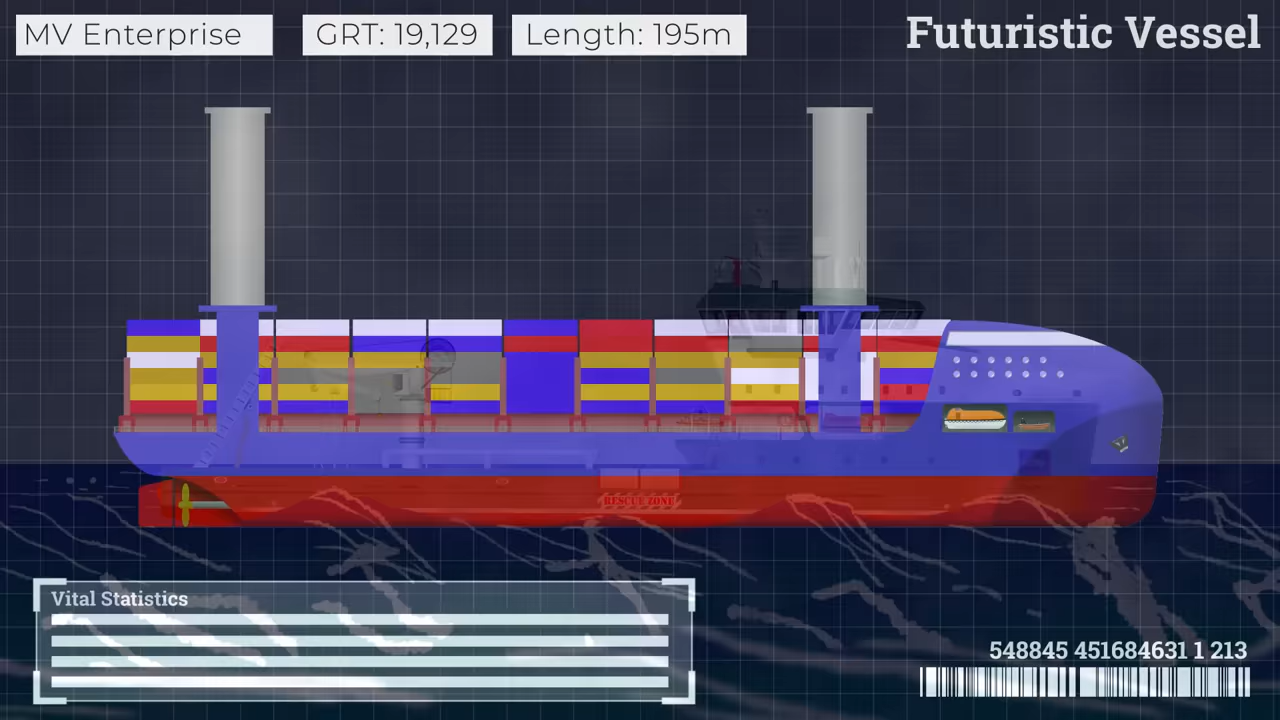 MV Enterprise
GRT: 19,129
Length: 195m
Futuristic Vessel
RESCUE ZONE
Vital Statistics
548845 451684631 1 213